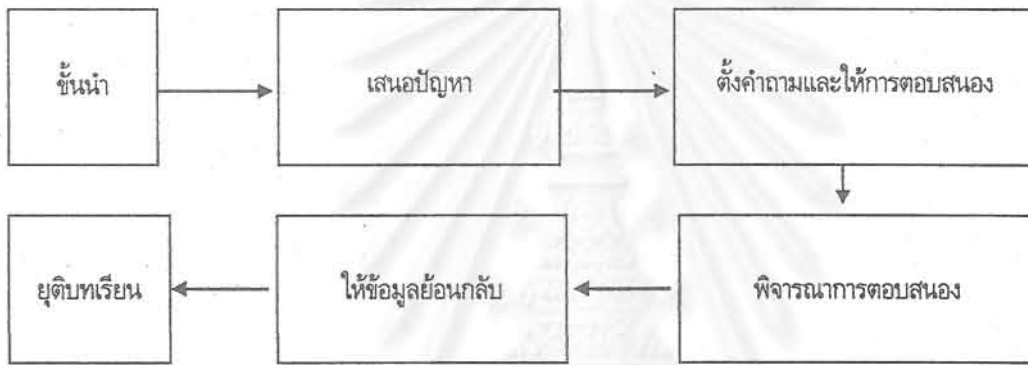 ขั้นนำ
เสนอปัญหา
ตั้งคำถามและให้การตอบสนอง
พิจารณาการตอบสนอง
ให้ข้อมูลย้อนกลับ
ยุติบทเรียน